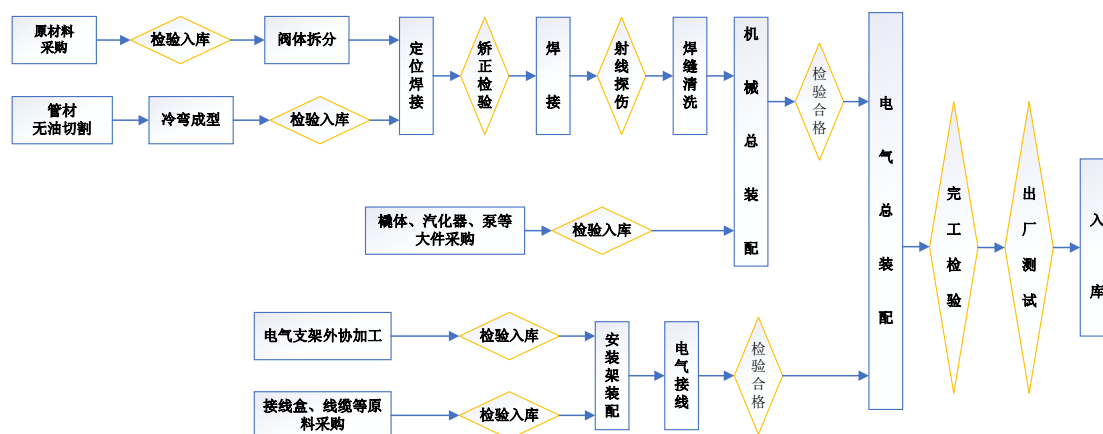 原材料
采购
检验入库
阀体拆分
管材
无油切割
冷弯成型
检验入库
定位焊接
矫正检验
焊接
射线探伤
焊缝清洗
机械总装配
检验合格
橇体、汽化器、泵等
大件采购
检验入库
电气支架外协加工
检验入库
接线盒、线缆等原
料采购
检验入库
安装架装配
电气接线
检验合格
电气总装配
完工检验
出厂测试
入库